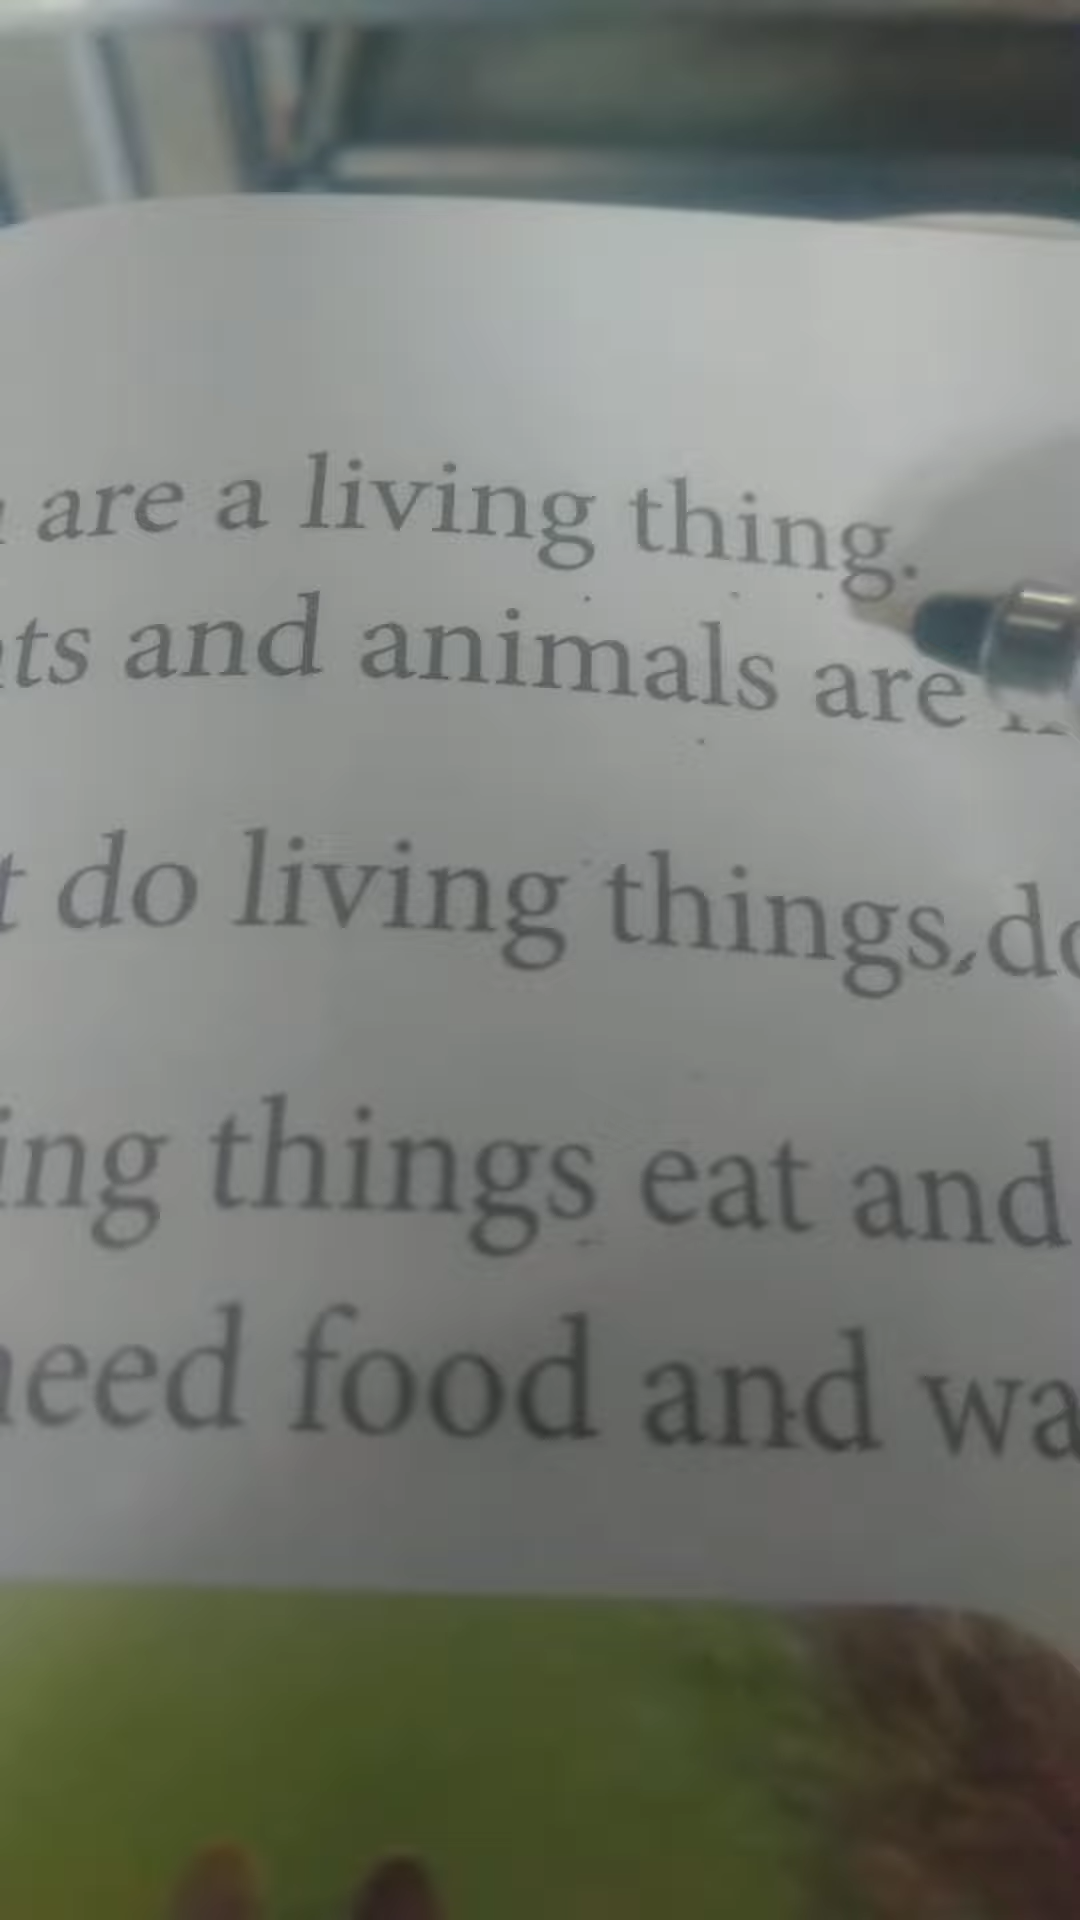 are a living thing.
and animals are
do living things,
things eat and
food and